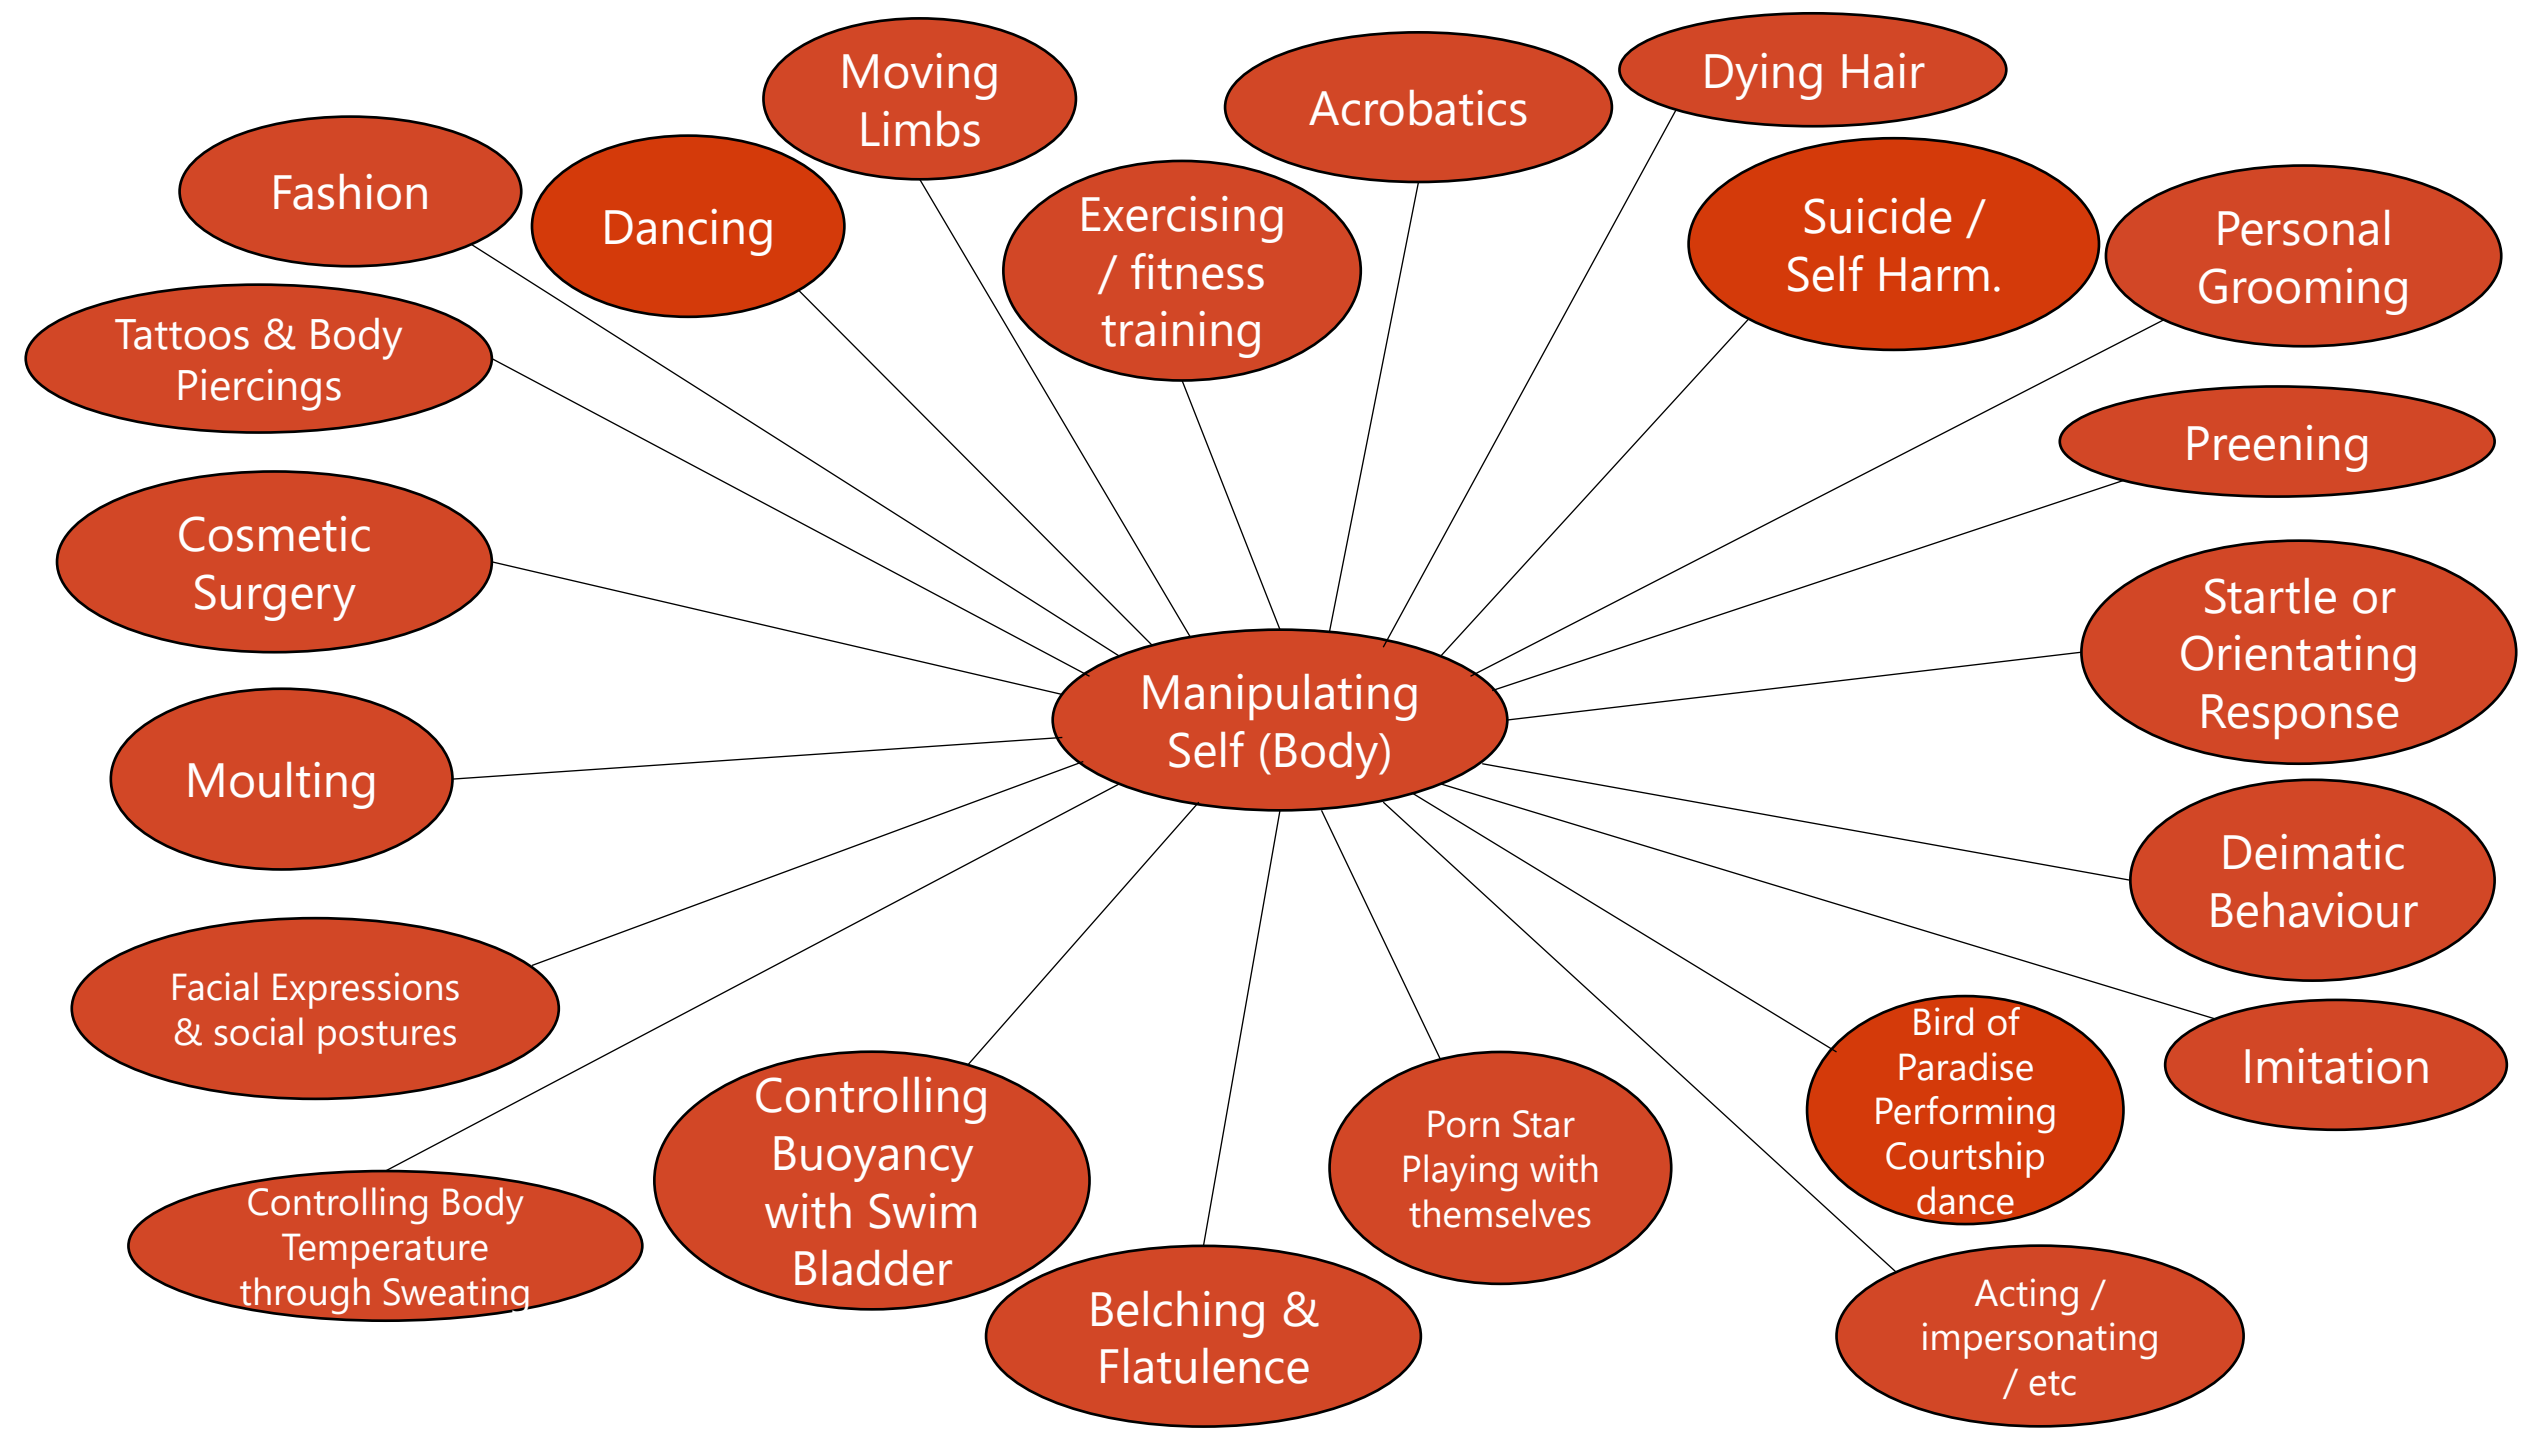 Moving
Limbs
Acrobatics
Dying Hair
Fashion
Dancing
Exercising
/ fitness
training
Suicide /
Self Harm.
Personal
Grooming
Tattoos & Body
Piercings
Preening
Cosmetic
Surgery
Startle or
Orientating
Response
Manipulating
Self (Body)
Moulting
Deimatic
Behaviour
Facial Expressions
& social postures
Bird of
Paradise
Performing
Courtship
dance
Imitation
Controlling
Buoyancy
with Swim
Bladder
Porn Star
Playing with
themselves
Controlling Body
Temperature
through Sweating
Belching &
Flatulence
Acting /
impersonating
/ etc